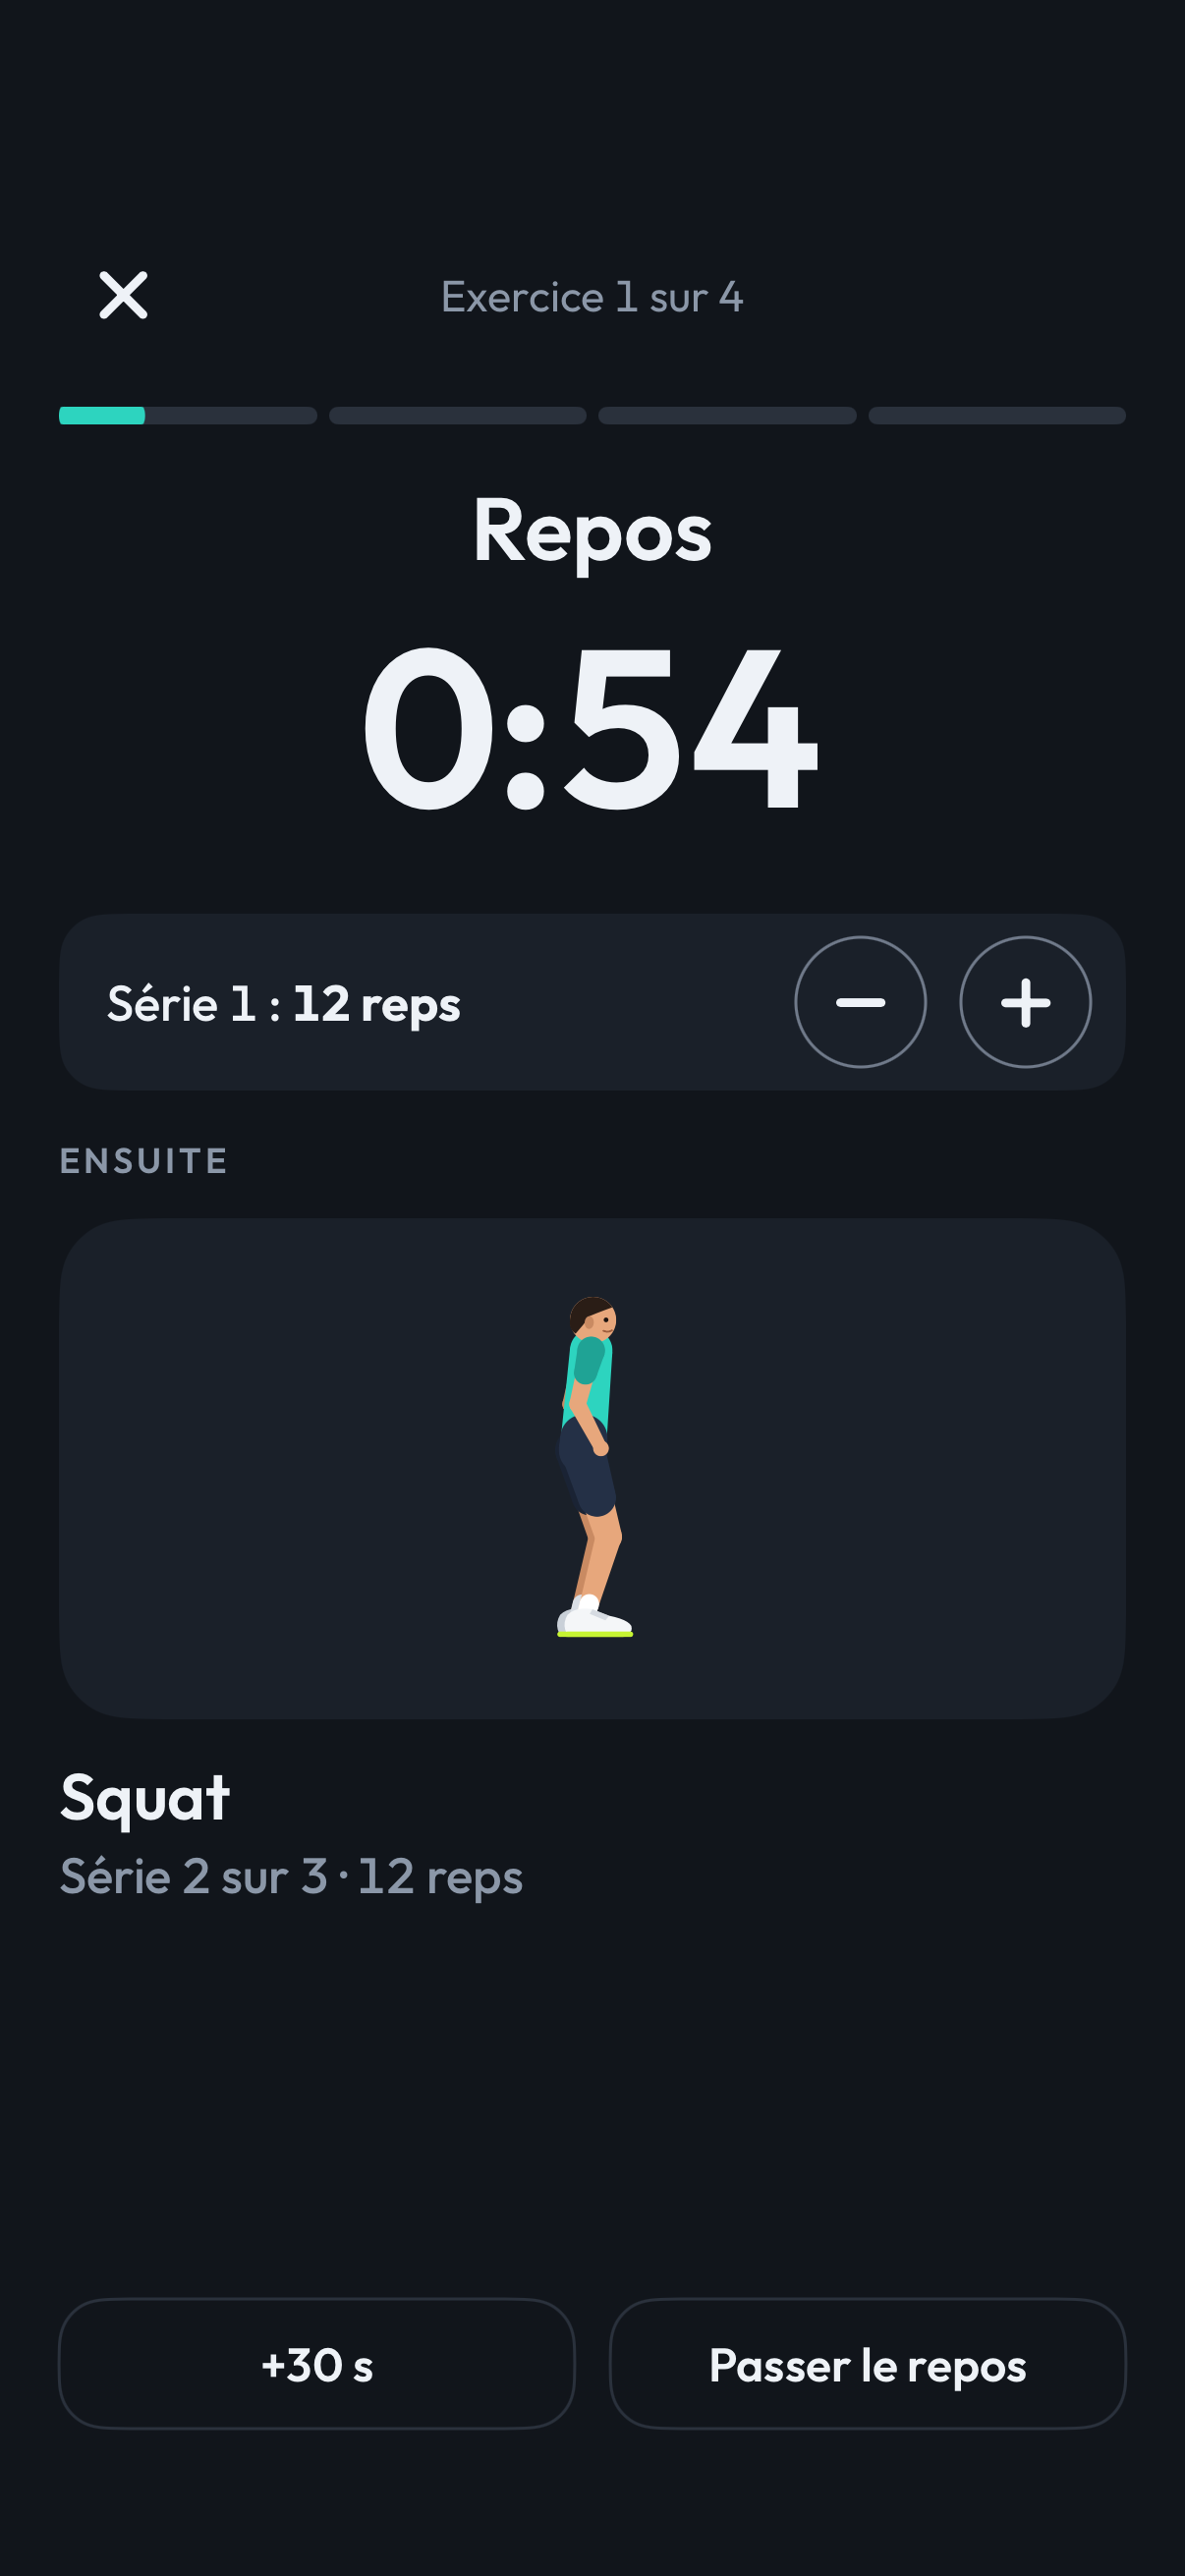 Exercice 1 sur 4
Repos
0:54
Série 1 : 12 reps
ENSUITE
Squat
Série 2 sur 3 · 12 reps
+30 s
Passer le repos